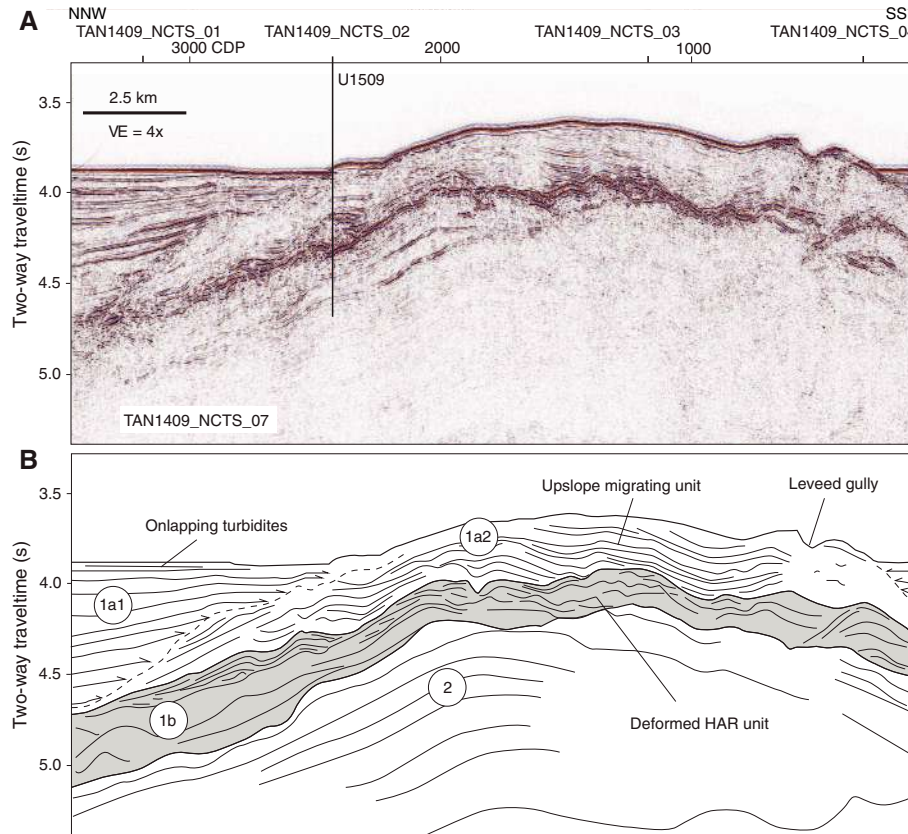 A
NNW
SS
TAN1409_NCTS_01
TAN1409_NCTS_02
TAN1409_NCTS_03
TAN1409_NCTS_04
3000 CDP
2000
1000
U1509
2.5 km
VE = 4x
3.5
4.0
4.5
5.0
Two-way traveltime (s)
TAN1409_NCTS_07
B
3.5
4.0
4.5
5.0
Two-way traveltime (s)
Upslope migrating unit
Leveed gully
Onlapping turbidites
1a2
1a1
2
1b
Deformed HAR unit